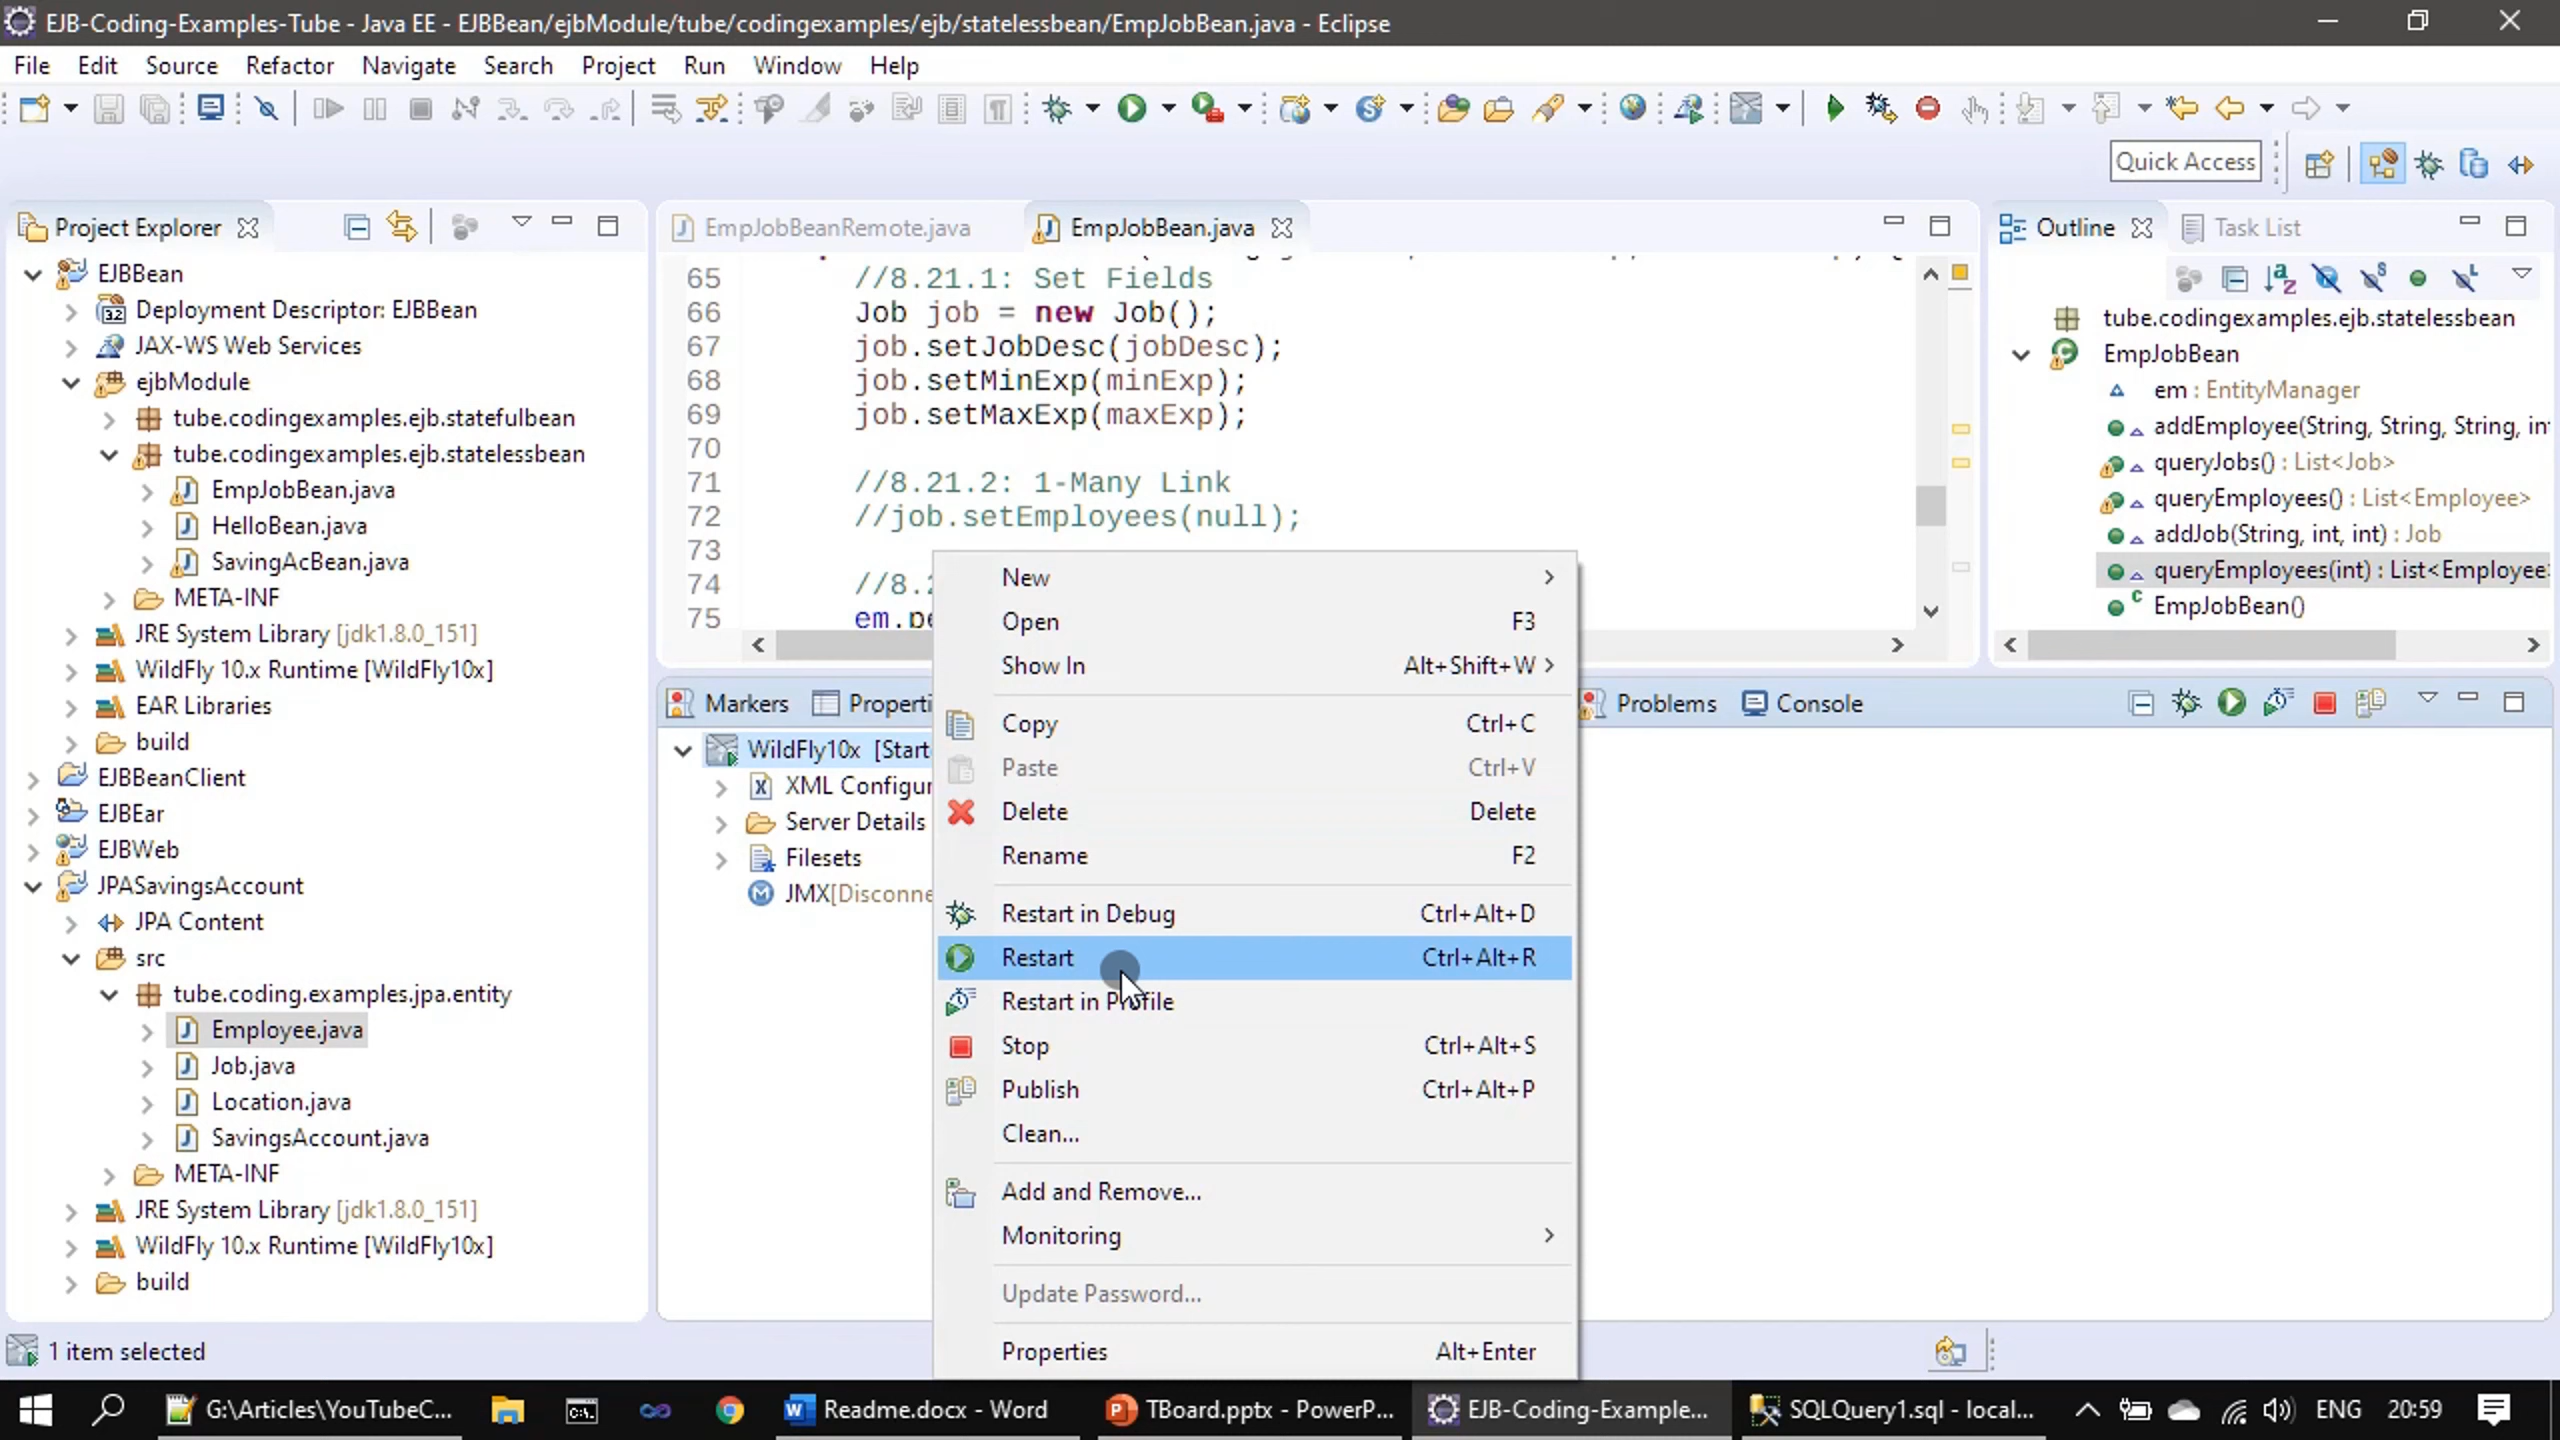 EJB-Coding-Examples-Tube - Java EE - EJBBean/ejbModule/tube/codingexamples/ejb/statelessbean/EmpJobBean.java - Eclipse
File Edit Source Refactor Navigate Search Project Run Window Help
Quick Access
Project Explorer
EJBBean
Deployment Descriptor: EJBBean
JAX-WS Web Services
ejbModule
tube.codingexamples.ejb.statefulbean
tube.codingexamples.ejb.statelessbean
EmpJobBean.java
HelloBean.java
SavingAcBean.java
META-INF
JRE System Library [jdk1.8.0_151]
WildFly 10.x Runtime [WildFly10x]
EAR Libraries
build
EJBBeanClient
EJBEar
EJBWeb
JPASavingsAccount
JPA Content
src
tube.coding.examples.jpa.entity
Employee.java
Job.java
Location.java
SavingsAccount.java
META-INF
JRE System Library [jdk1.8.0_151]
WildFly 10.x Runtime [WildFly10x]
build
EmpJobBeanRemote.java EmpJobBean.java
65 //8.21.1: Set Fields
66 Job job = new Job();
67 job.setJobDesc(jobDesc);
68 job.setMinExp(minExp);
69 job.setMaxExp(maxExp);
70
71 //8.21.2: 1-Many Link
72 //job.setEmployees(null);
73
74 //8.2
75 em.pe
Outline Task List
tube.codingexamples.ejb.statelessbean
EmpJobBean
em : EntityManager
addEmployee(String, String, String, in
queryJobs() : List<Job>
queryEmployees() : List<Employee>
addJob(String, int, int) : Job
queryEmployees(int) : List<Employee>
EmpJobBean()
Markers Properti Problems Console
WildFly10x [Start
XML Configur
Server Details
Filesets
JMX[Disconne
New
Open F3
Show In Alt+Shift+W
Copy Ctrl+C
Paste Ctrl+V
Delete Delete
Rename F2
Restart in Debug Ctrl+Alt+D
Restart Ctrl+Alt+R
Restart in Profile
Stop Ctrl+Alt+S
Publish Ctrl+Alt+P
Clean...
Add and Remove...
Monitoring
Update Password...
Properties Alt+Enter
1 item selected
G:\Articles\YouTubeC... Readme.docx - Word TBoard.pptx - PowerP... EJB-Coding-Example... SQLQuery1.sql - local... ENG 20:59